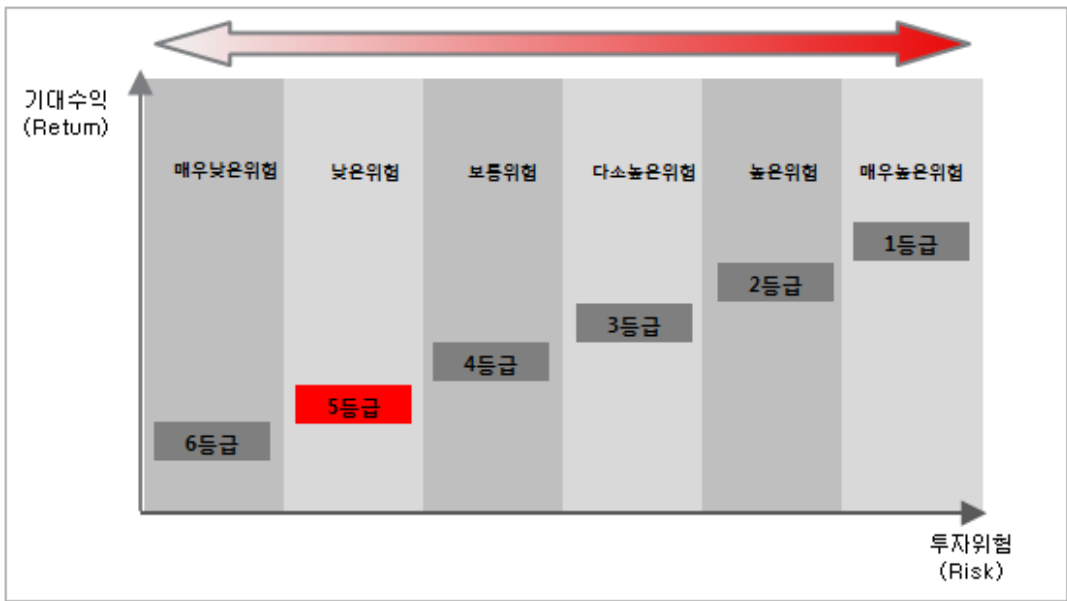 기대수익
(Retum)
매우낮은위험
낮은위험
보통위험
다소높은위험
높은위험
매우높은위험
1등급
2등급
3등급
4등급
5등급
6등급
투자위험
(Risk)